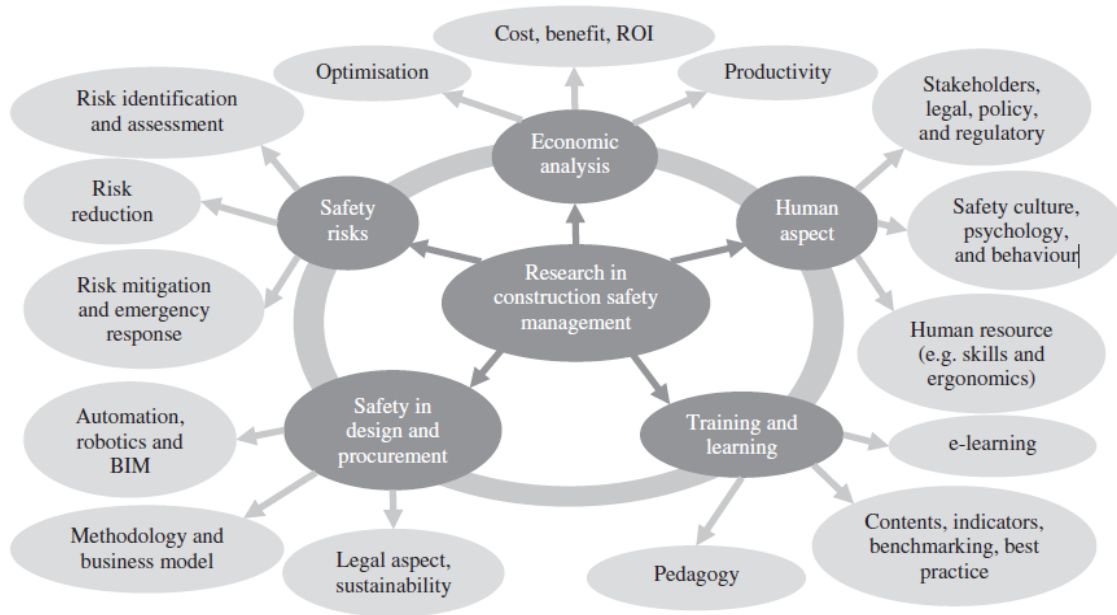 Cost, benefit, ROI
Optimisation
Productivity
Risk identification
and assessment
Stakeholders,
legal, policy,
and regulatory
Economic
analysis
Risk
reduction
Safety
risks
Human
aspect
Safety culture,
psychology,
and behaviour
Research in
construction safety
management
Risk mitigation
and emergency
response
Human resource
(e.g. skills and
ergonomics)
Automation,
robotics and
BIM
Safety in
design and
procurement
Training and
learning
e-learning
Methodology and
business model
Legal aspect,
sustainability
Pedagogy
Contents, indicators,
benchmarking, best
practice